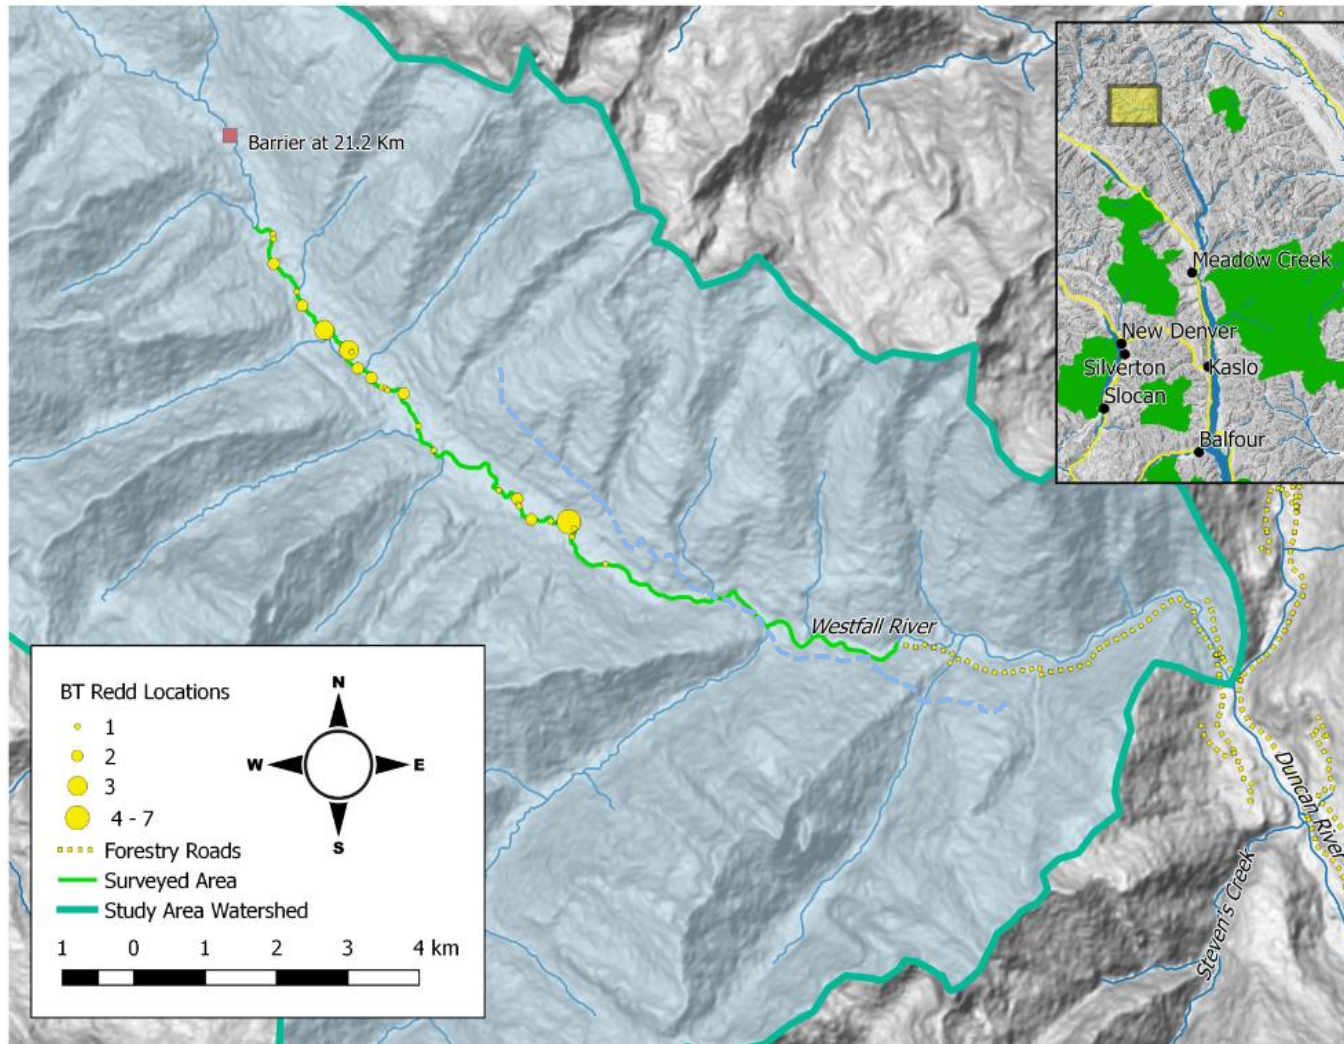 Barrier at 21.2 Km
Meadow Creek
New Denver
Silverton
Kaslo
Slocan
Balfour
Westfall River
Duncan River
Steven's Creek
BT Redd Locations
1
2
3
4 - 7
Forestry Roads
Surveyed Area
Study Area Watershed
N
W
E
S
1 0 1 2 3 4 km